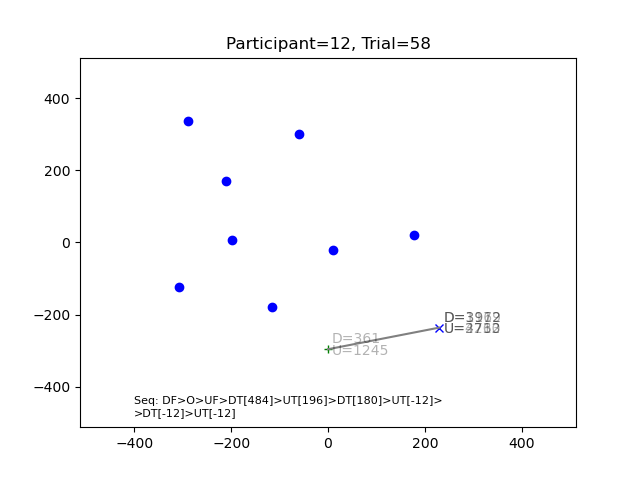 Participant=12, Trial=58
400
200
0
−200
−400
D=361
U=1245
Seq: DF>O>UF>DT[484]>UT[196]>DT[180]>UT[-12]>
>DT[-12]>UT[-12]
−400 −200 0 200 400